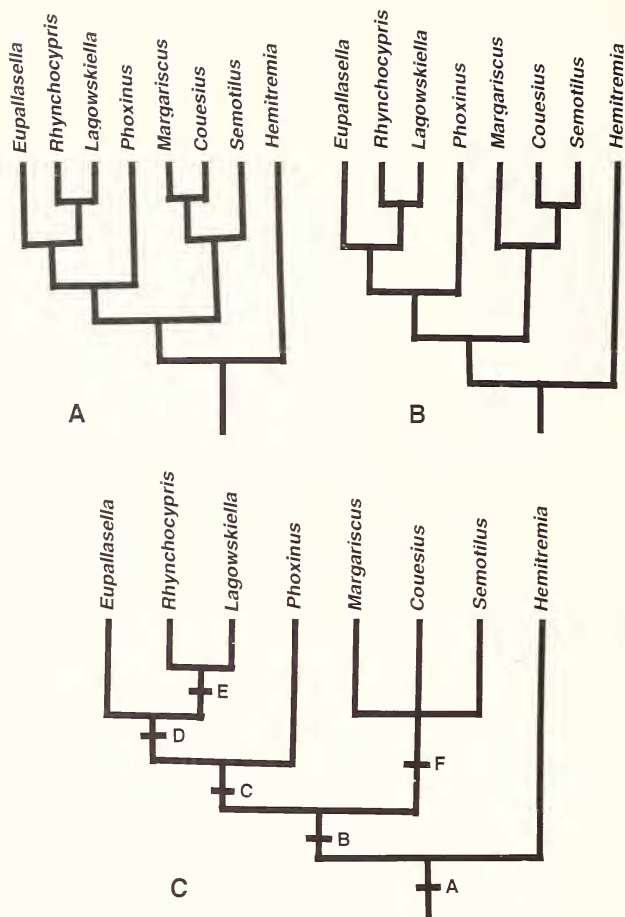 Eupallasella
Rhynchocypris
Lagowskiella
Phoxinus
Margariscus
Couesius
Semotilus
Hemitremia
A
Eupallasella
Rhynchocypris
Lagowskiella
Phoxinus
Margariscus
Couesius
Semotilus
Hemitremia
B
Eupallasella
Rhynchocypris
Lagowskiella
Phoxinus
Margariscus
Couesius
Semotilus
Hemitremia
E
D
F
C
B
A
C